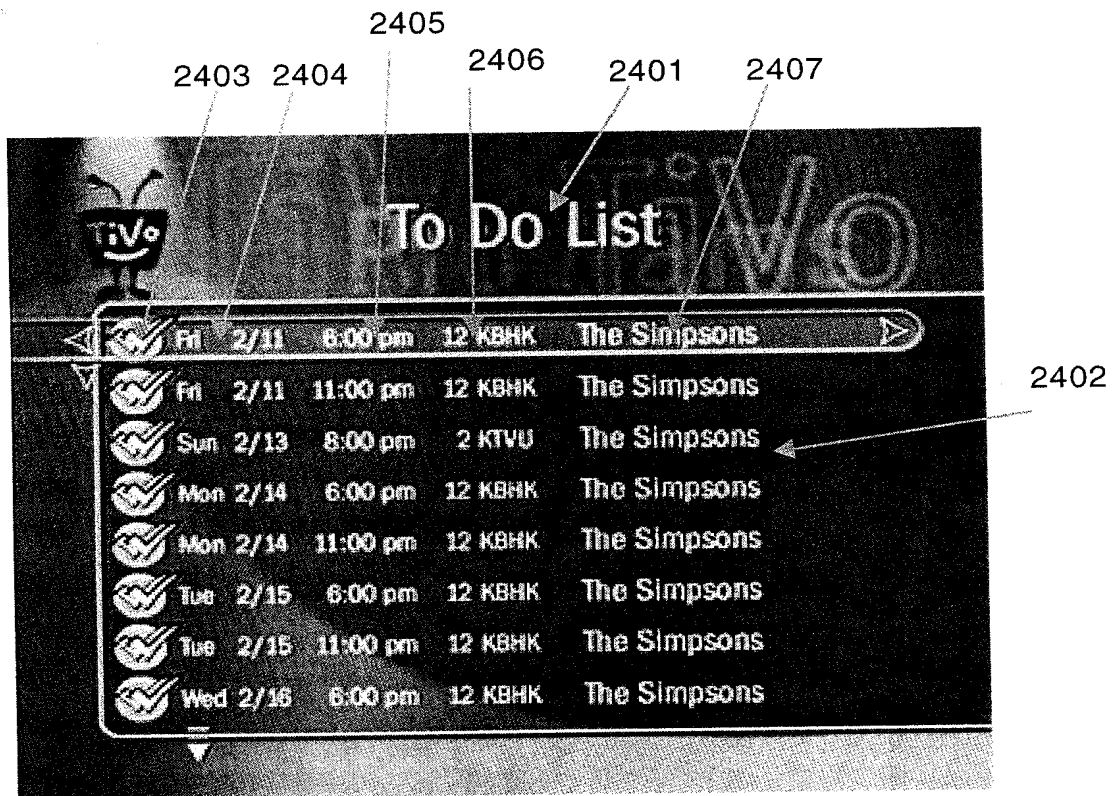 2405
2403 2404 2406 2401 2407
TiVo
TiVo
To Do List
Fri 2/11 6:00 pm 12 KBHK The Simpsons
Fri 2/11 11:00 pm 12 KBHK The Simpsons
2402
Sun 2/13 8:00 pm 2 KTVU The Simpsons
Mon 2/14 6:00 pm 12 KBHK The Simpsons
Mon 2/14 11:00 pm 12 KBHK The Simpsons
Tue 2/15 6:00 pm 12 KBHK The Simpsons
Tue 2/15 11:00 pm 12 KBHK The Simpsons
Wed 2/16 6:00 pm 12 KBHK The Simpsons